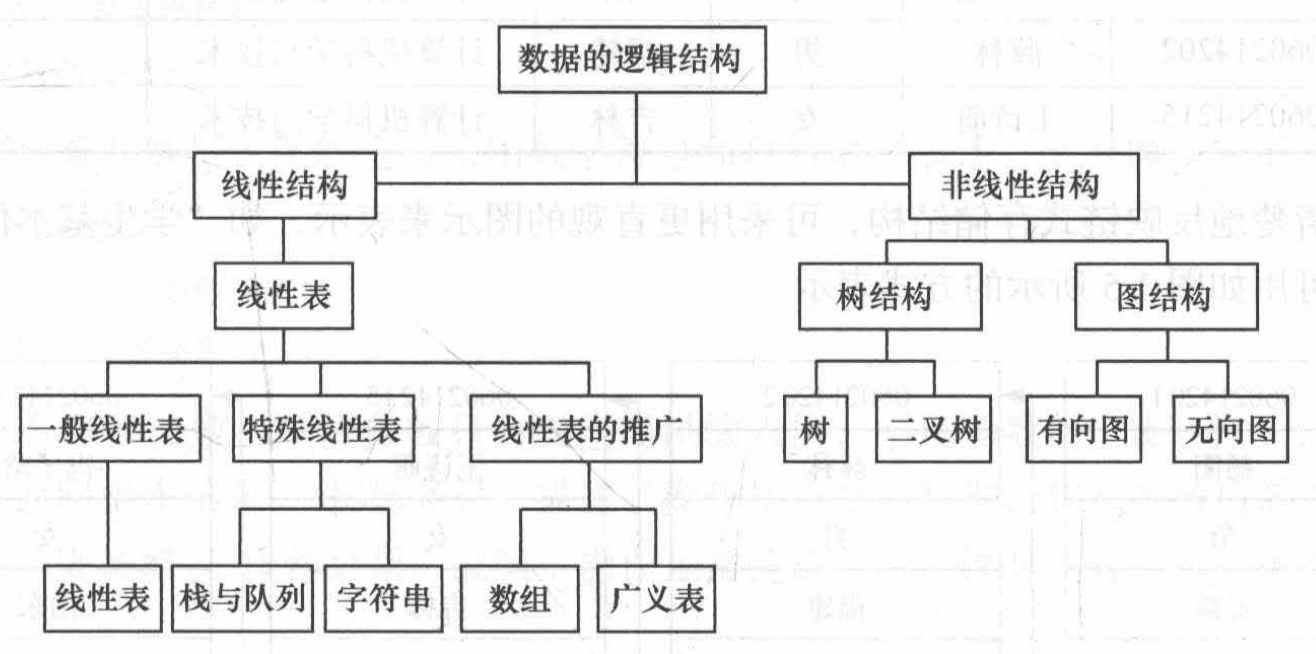 数据的逻辑结构
线性结构
非线性结构
线性表
树结构
图结构
一般线性表
特殊线性表
线性表的推广
树
二叉树
有向图
无向图
线性表
栈与队列
字符串
数组
广义表